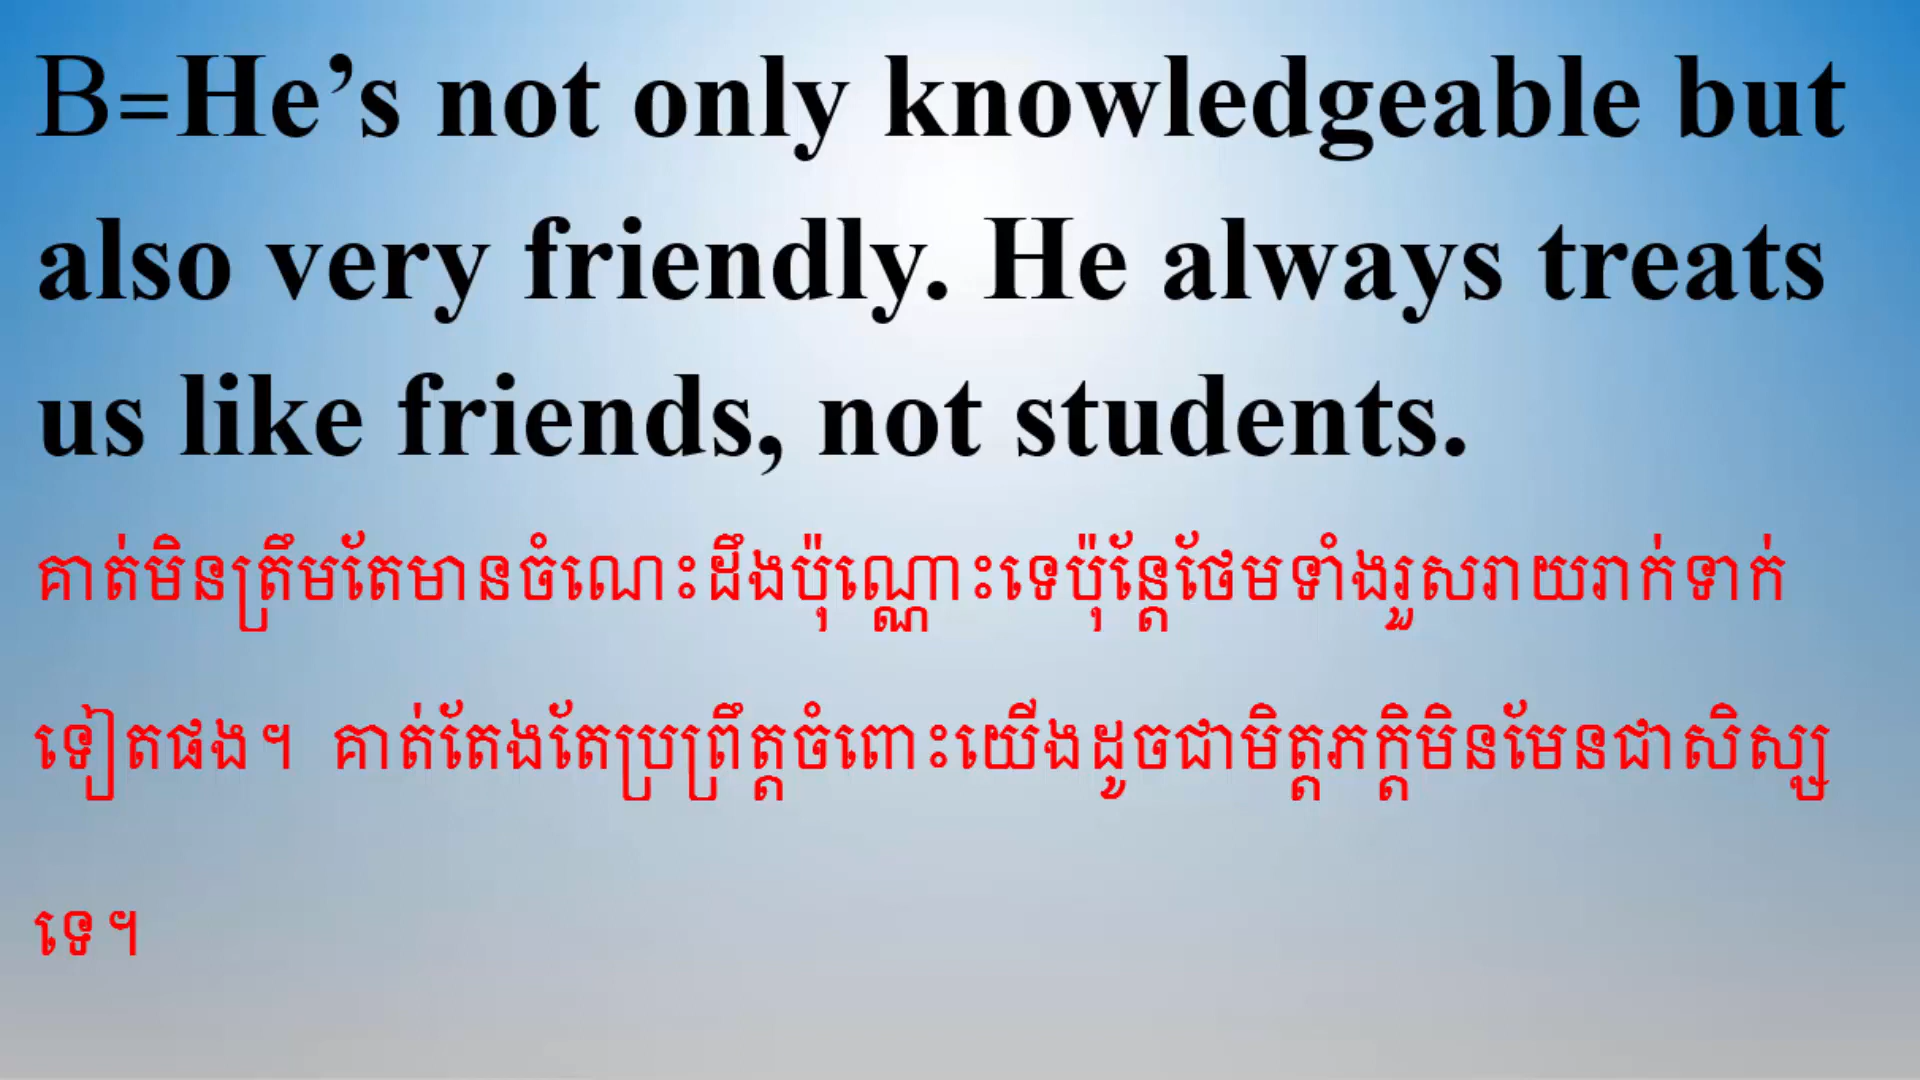 B=He’s not only knowledgeable but
also very friendly. He always treats
us like friends, not students.
គាត់មិនត្រឹមតែមានចំណេះដឹងប៉ុណ្ណោះទេប៉ុន្តែថែមទាំងរួសរាយរាក់ទាក់
ទៀតផង។ គាត់តែងតែប្រព្រឹត្តចំពោះយើងដូចជាមិត្តភក្តិមិនមែនជាសិស្ស
ទេ។